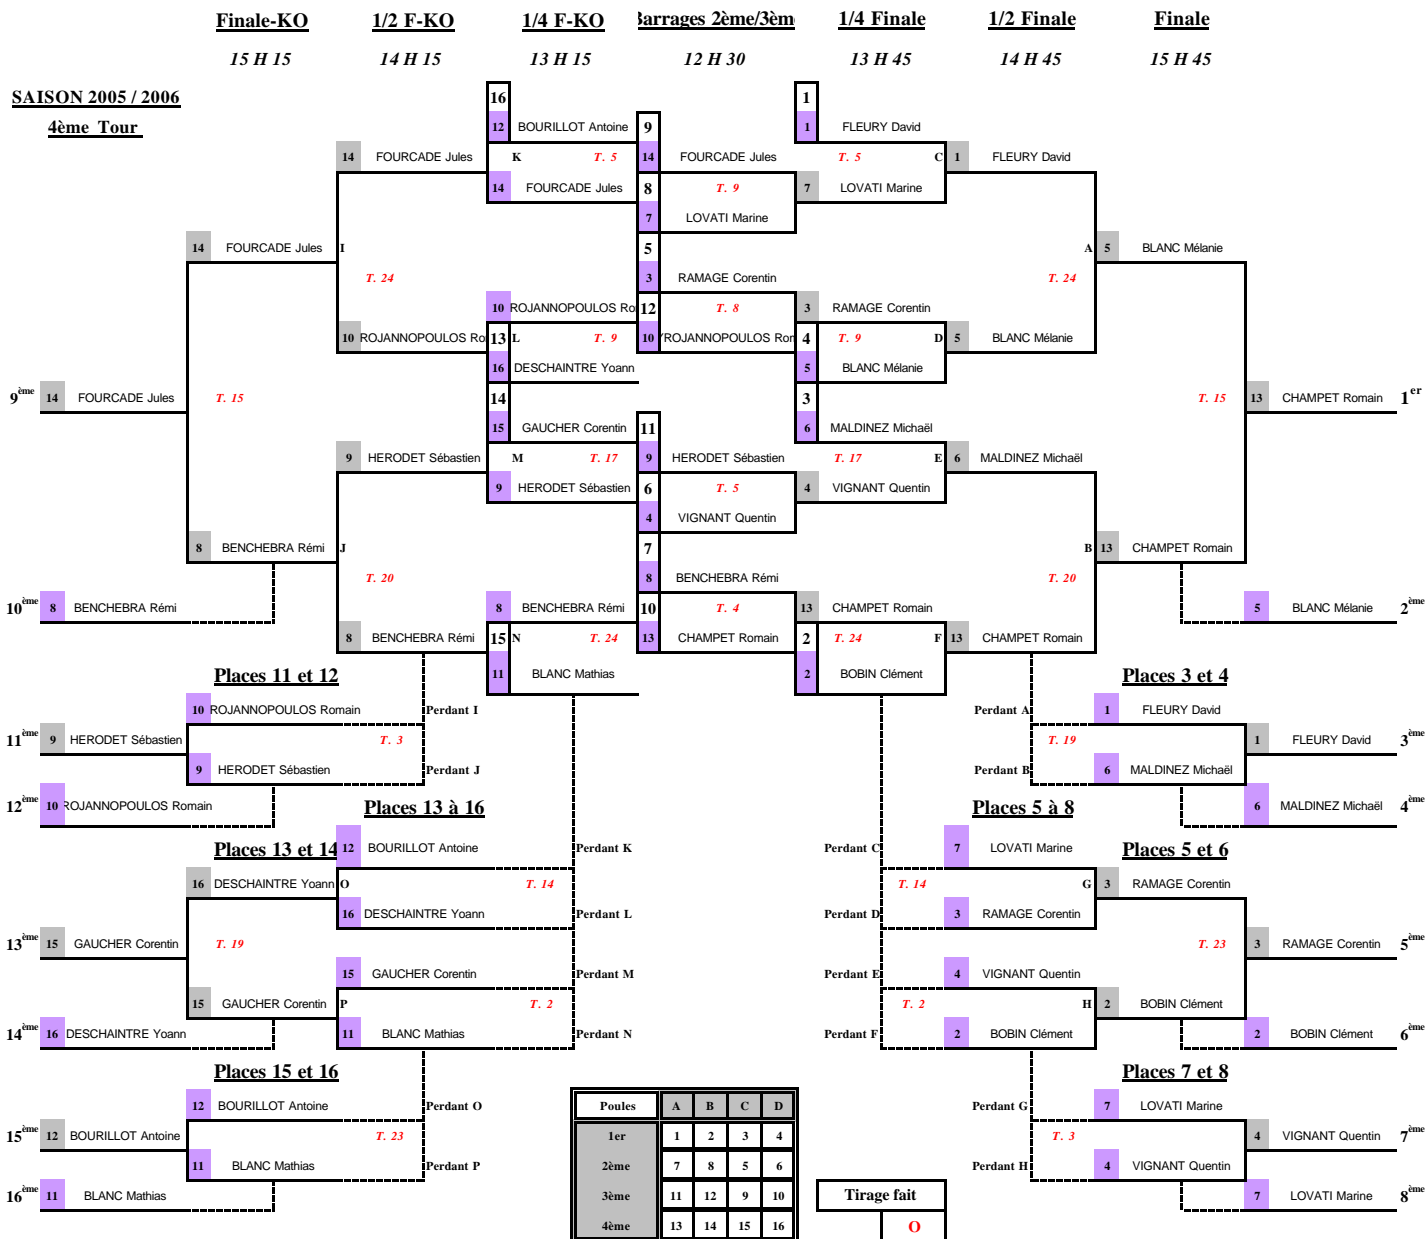 Finale-KO 1/2 F-KO 1/4 F-KO Barrages 2ème/3èm 1/4 Finale 1/2 Finale Finale
15 H 15 14 H 15 13 H 15 12 H 30 13 H 45 14 H 45 15 H 45
SAISON 2005 / 2006 16 1
4ème Tour 12 BOURILLOT Antoine 9 1 FLEURY David
14 FOURCADE Jules K T. 5 14 FOURCADE Jules T. 5 C 1 FLEURY David
14 FOURCADE Jules 8 T. 9 7 LOVATI Marine
7 LOVATI Marine
14 FOURCADE Jules I 5 A 5 BLANC Mélanie
T. 24 3 RAMAGE Corentin T. 24
10 ROJANNOPOULOS Ro 12 T. 8 3 RAMAGE Corentin
10 ROJANNOPOULOS Ro 13 L T. 9 10 ROJANNOPOULOS Rom 4 T. 9 D 5 BLANC Mélanie
16 DESCHAINTRE Yoann 5 BLANC Mélanie
9ème 14 FOURCADE Jules T. 15 14 3 T. 15 13 CHAMPET Romain 1er
15 GAUCHER Corentin 11 6 MALDINEZ Michaël
9 HERODET Sébastien M T. 17 9 HERODET Sébastien T. 17 E 6 MALDINEZ Michaël
9 HERODET Sébastien 6 T. 5 4 VIGNANT Quentin
4 VIGNANT Quentin
8 BENCHEBRA Rémi J 7 B 13 CHAMPET Romain
T. 20 8 BENCHEBRA Rémi T. 20
10ème 8 BENCHEBRA Rémi 8 BENCHEBRA Rémi 10 T. 4 13 CHAMPET Romain 5 BLANC Mélanie 2ème
8 BENCHEBRA Rémi 15 N T. 24 13 CHAMPET Romain 2 T. 24 F 13 CHAMPET Romain
Places 11 et 12 11 BLANC Mathias 2 BOBIN Clément Places 3 et 4
10 ROJANNOPOULOS Romain Perdant I Perdant A 1 FLEURY David
11ème 9 HERODET Sébastien T. 3 T. 19 1 FLEURY David 3ème
9 HERODET Sébastien Perdant J Perdant B 6 MALDINEZ Michaël
12ème 10 ROJANNOPOULOS Romain Places 13 à 16 Places 5 à 8 6 MALDINEZ Michaël 4ème
Places 13 et 14 12 BOURILLOT Antoine Perdant K Perdant C 7 LOVATI Marine Places 5 et 6
16 DESCHAINTRE Yoann O T. 14 T. 14 G 3 RAMAGE Corentin
16 DESCHAINTRE Yoann Perdant L Perdant D 3 RAMAGE Corentin
13ème 15 GAUCHER Corentin T. 19 T. 23 3 RAMAGE Corentin 5ème
15 GAUCHER Corentin Perdant M Perdant E 4 VIGNANT Quentin
15 GAUCHER Corentin P T. 2 T. 2 H 2 BOBIN Clément
14ème 16 DESCHAINTRE Yoann 11 BLANC Mathias Perdant N Perdant F 2 BOBIN Clément 2 BOBIN Clément 6ème
Places 15 et 16 Places 7 et 8
12 BOURILLOT Antoine Perdant O Poules A B C D Perdant G 7 LOVATI Marine
15ème 12 BOURILLOT Antoine T. 23 1er 1 2 3 4 T. 3 4 VIGNANT Quentin 7ème
11 BLANC Mathias Perdant P 2ème 7 8 5 6 Perdant H 4 VIGNANT Quentin
16ème 11 BLANC Mathias 3ème 11 12 9 10 Tirage fait 7 LOVATI Marine 8ème
4ème 13 14 15 16 O